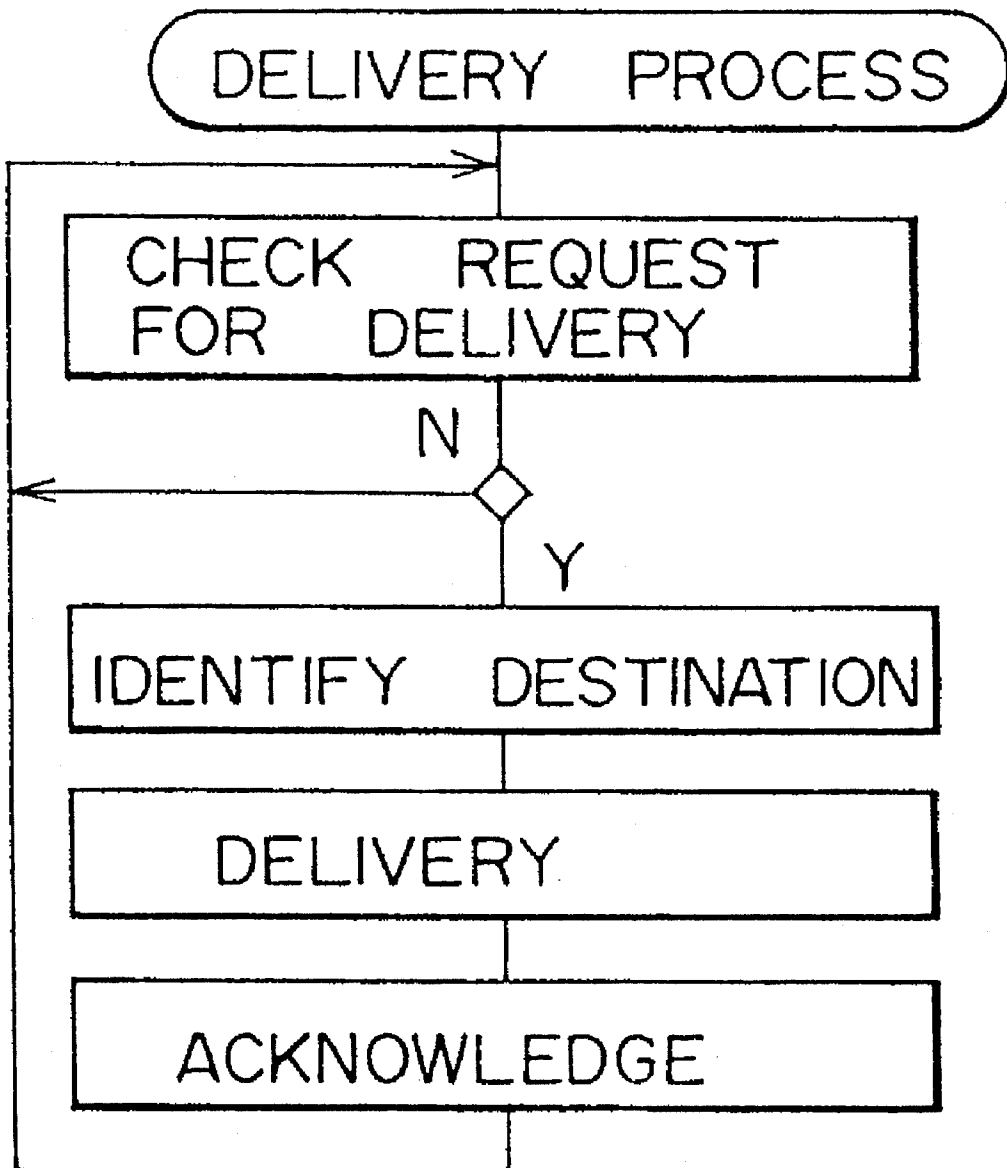 DELIVERY PROCESS
CHECK REQUEST
FOR DELIVERY
N
Y
IDENTIFY DESTINATION
DELIVERY
ACKNOWLEDGE